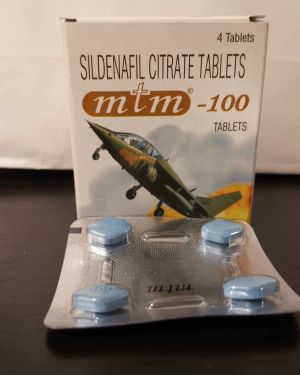 4 Tablets
SILDENAFIL CITRATE TABLETS
mtm® -100
TABLETS
mtm